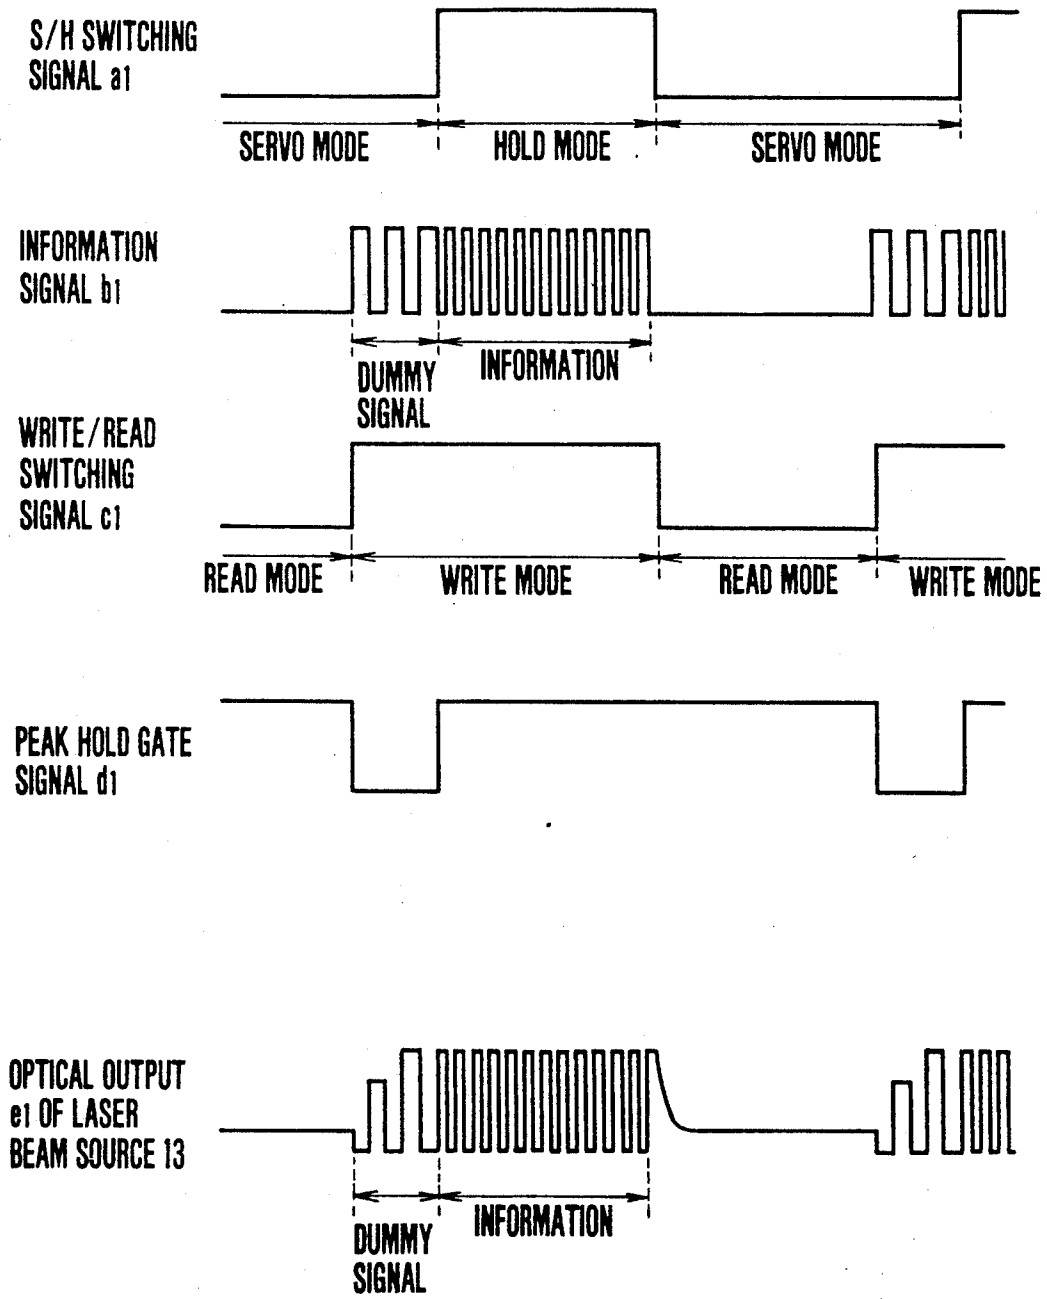 S/H SWITCHING
SIGNAL a1
SERVO MODE
HOLD MODE
SERVO MODE
INFORMATION
SIGNAL b1
DUMMY
SIGNAL
INFORMATION
WRITE/READ
SWITCHING
SIGNAL c1
READ MODE
WRITE MODE
READ MODE
WRITE MODE
PEAK HOLD GATE
SIGNAL d1
OPTICAL OUTPUT
e1 OF LASER
BEAM SOURCE 13
DUMMY
SIGNAL
INFORMATION